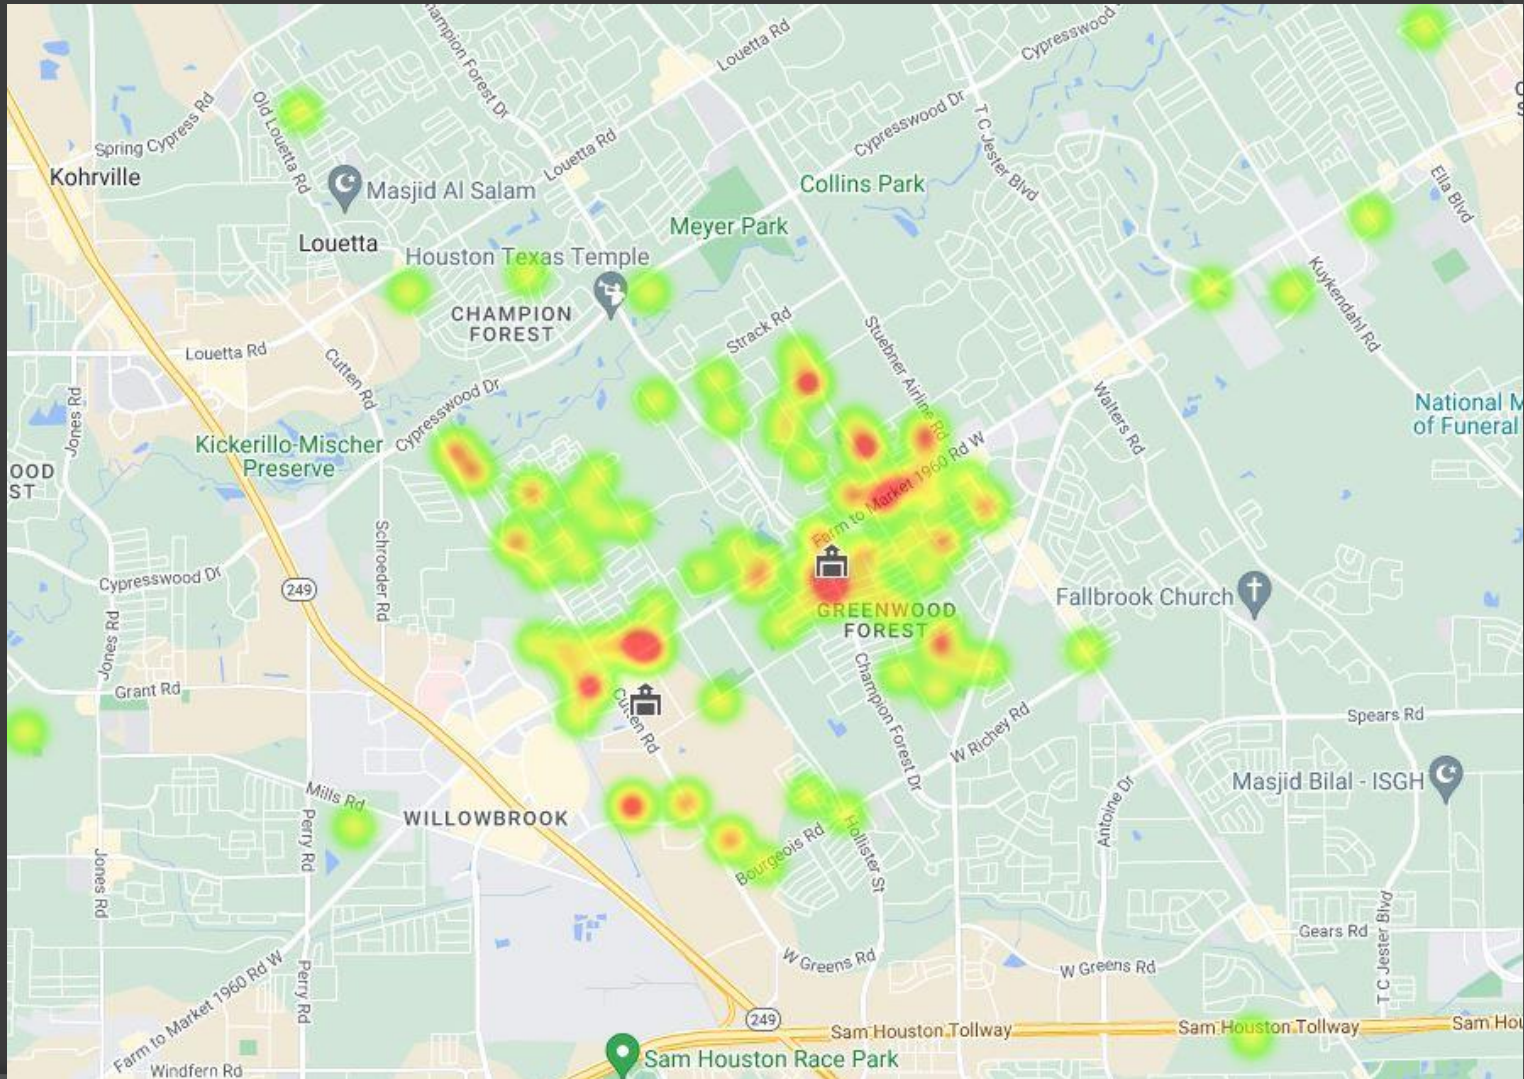 Champion Forest Dr
Louetta Rd
Cypresswood
Spring Cypress Rd
Old Louetta Rd
Louetta Rd
Cypresswood Dr
T C Jester Blvd
Ella Blvd
Kohrville
Masjid Al Salam
Collins Park
Meyer Park
Louetta
Houston Texas Temple
CHAMPION
FOREST
Kuykendahl Rd
Strack Rd
Stuebner Airline Rd
Louetta Rd
Cutten Rd
Cypresswood Dr
Jones Rd
Walters Rd
National M
of Funeral
Kickerillo-Mischer
Preserve
OOD
ST
Farm to Market 1960 Rd W
Schroeder Rd
Cypresswood Dr
249
Jones Rd
GREENWOOD
FOREST
Fallbrook Church
Grant Rd
Cutten Rd
Champion Forest Dr
W Richey Rd
Spears Rd
Mills Rd
WILLOWBROOK
Perry Rd
Masjid Bilal - ISGH
Antoine Dr
Bourgeois Rd
Hollister St
Jones Rd
Gears Rd
T C Jester Blvd
W Greens Rd
W Greens Rd
Farm to Market 1960 Rd W
Perry Rd
249
Sam Houston Tollway
Sam Houston Tollway
Sam Hou
Sam Houston Race Park
Windfern Rd